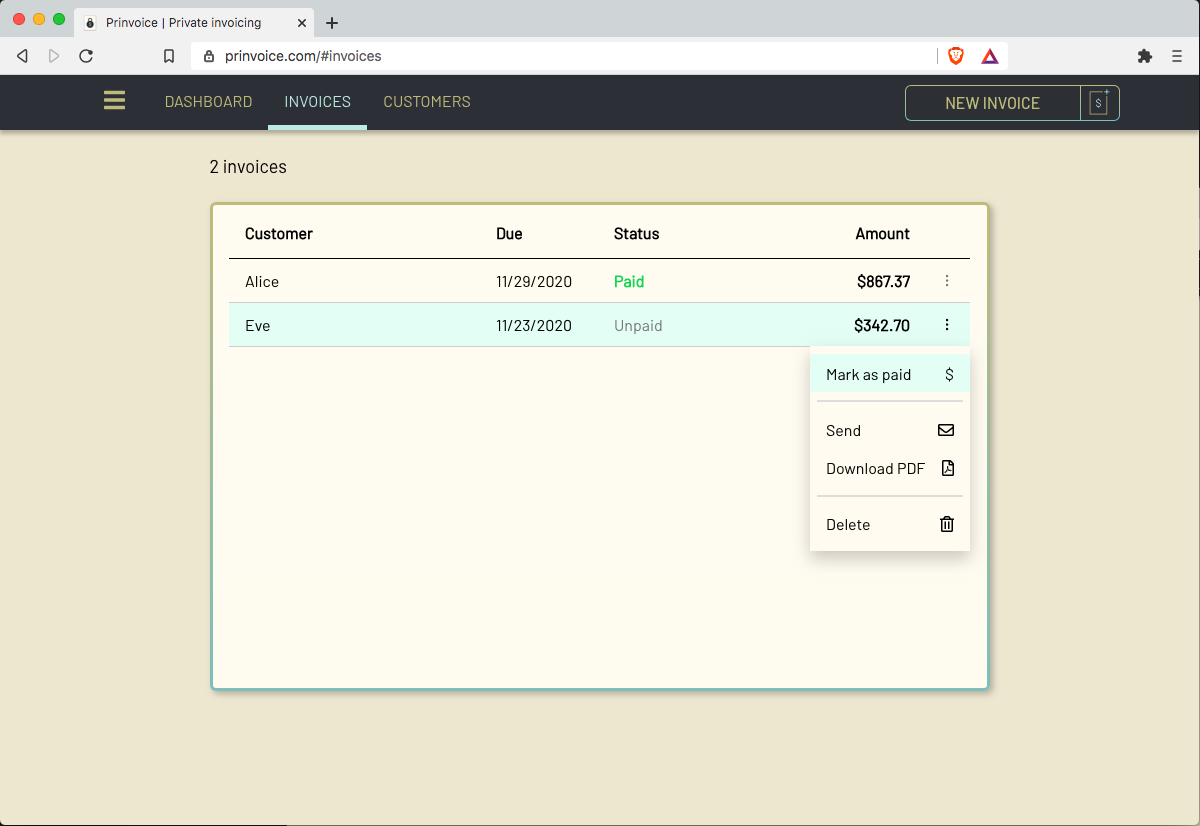 Prinvoice | Private invoicing
prinvoice.com/#invoices
DASHBOARD INVOICES CUSTOMERS NEW INVOICE $+
2 invoices
Customer Due Status Amount
Alice 11/29/2020 Paid $867.37
Eve 11/23/2020 Unpaid $342.70
Mark as paid $
Send
Download PDF
Delete